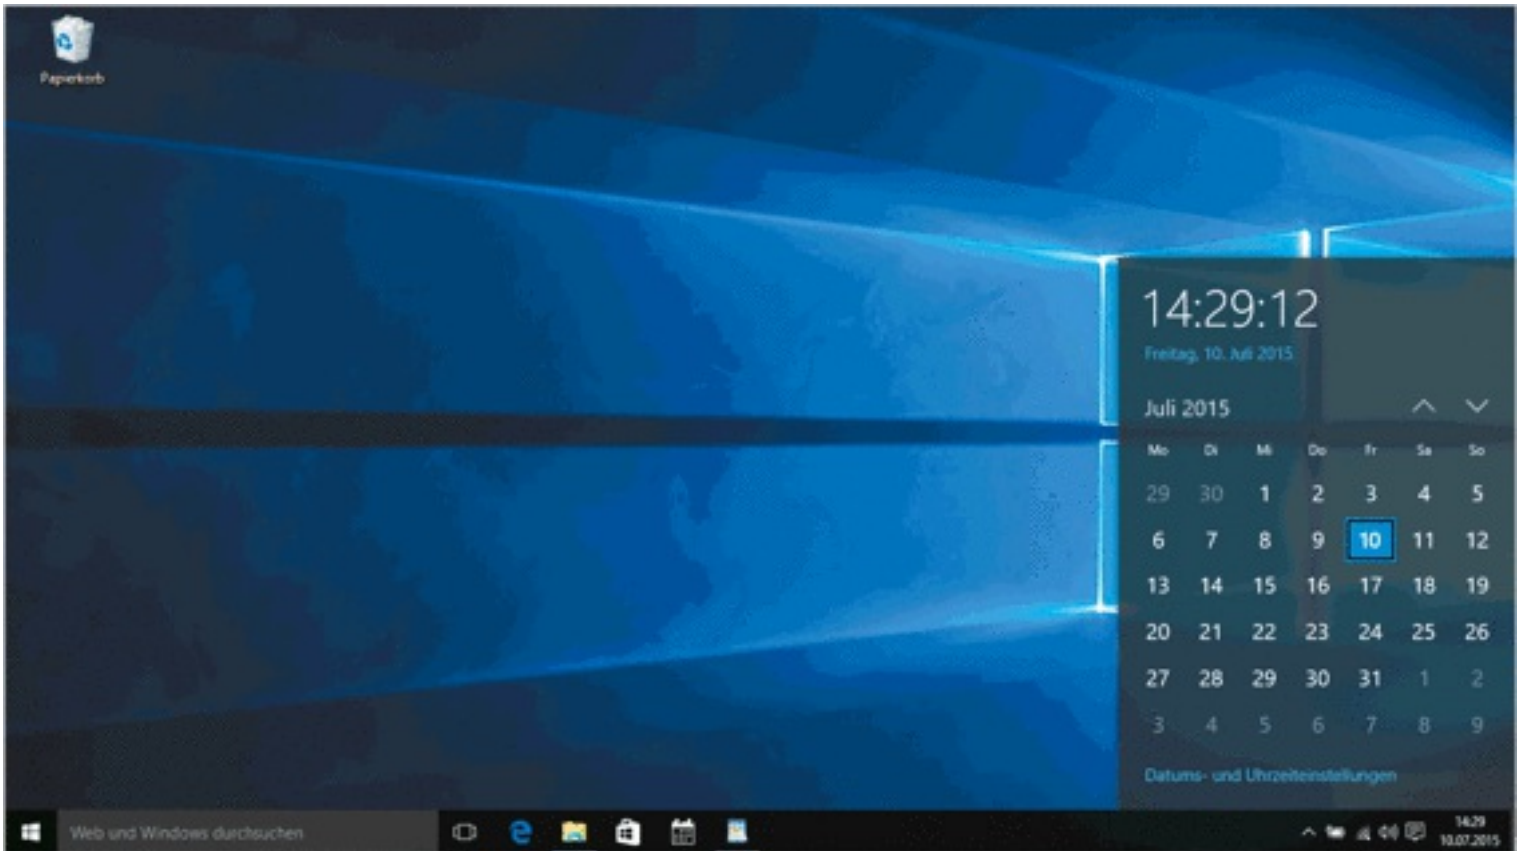 Papierkorb
14:29:12
Freitag, 10. Juli 2015
Juli 2015
Mo Di Mi Do Fr Sa So
29 30 1 2 3 4 5
6 7 8 9 10 11 12
13 14 15 16 17 18 19
20 21 22 23 24 25 26
27 28 29 30 31 1 2
3 4 5 6 7 8 9
Datums- und Uhrzeiteinstellungen
Web und Windows durchsuchen
14:29
10.07.2015